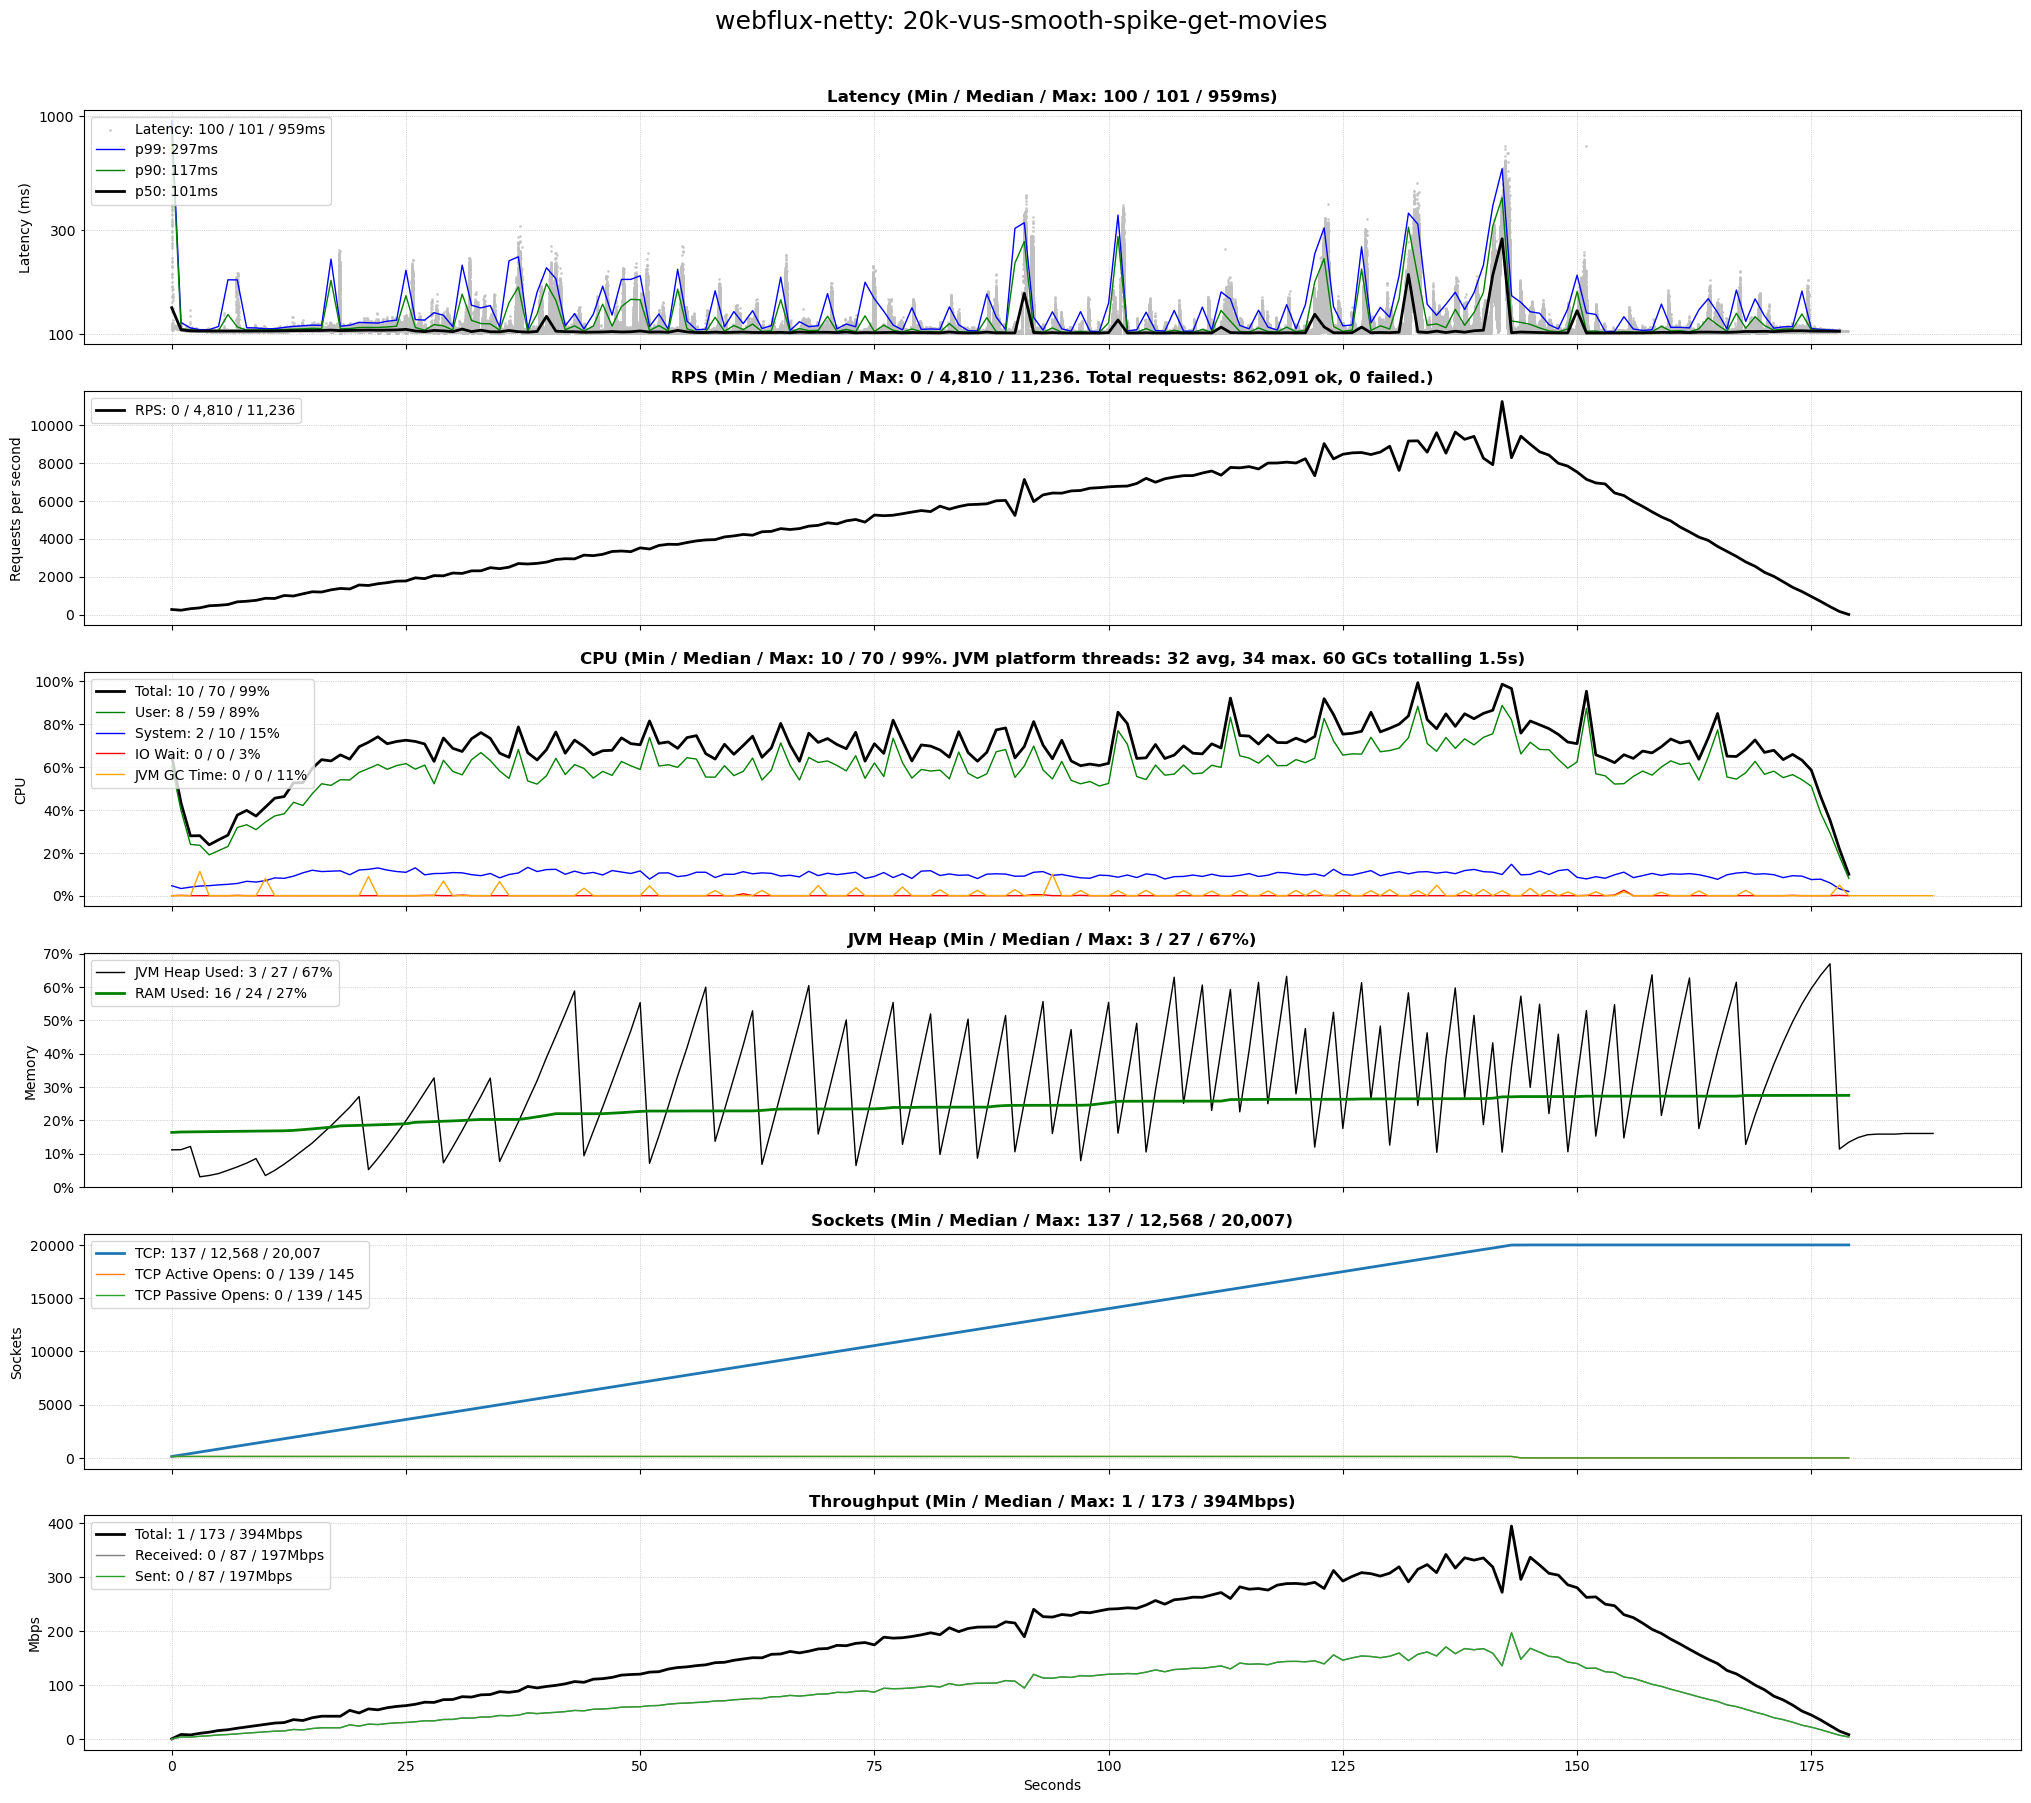 webflux-netty: 20k-vus-smooth-spike-get-movies
Latency (Min / Median / Max: 100 / 101 / 959ms)
1000
300
100
Latency (ms)
Latency: 100 / 101 / 959ms
p99: 297ms
p90: 117ms
p50: 101ms
RPS (Min / Median / Max: 0 / 4,810 / 11,236. Total requests: 862,091 ok, 0 failed.)
10000
8000
6000
4000
2000
0
Requests per second
RPS: 0 / 4,810 / 11,236
CPU (Min / Median / Max: 10 / 70 / 99%. JVM platform threads: 32 avg, 34 max. 60 GCs totalling 1.5s)
100%
80%
60%
40%
20%
0%
CPU
Total: 10 / 70 / 99%
User: 8 / 59 / 89%
System: 2 / 10 / 15%
IO Wait: 0 / 0 / 3%
JVM GC Time: 0 / 0 / 11%
JVM Heap (Min / Median / Max: 3 / 27 / 67%)
70%
60%
50%
40%
30%
20%
10%
0%
Memory
JVM Heap Used: 3 / 27 / 67%
RAM Used: 16 / 24 / 27%
Sockets (Min / Median / Max: 137 / 12,568 / 20,007)
20000
15000
10000
5000
0
Sockets
TCP: 137 / 12,568 / 20,007
TCP Active Opens: 0 / 139 / 145
TCP Passive Opens: 0 / 139 / 145
Throughput (Min / Median / Max: 1 / 173 / 394Mbps)
400
300
200
100
0
Mbps
Total: 1 / 173 / 394Mbps
Received: 0 / 87 / 197Mbps
Sent: 0 / 87 / 197Mbps
0 25 50 75 100 125 150 175
Seconds